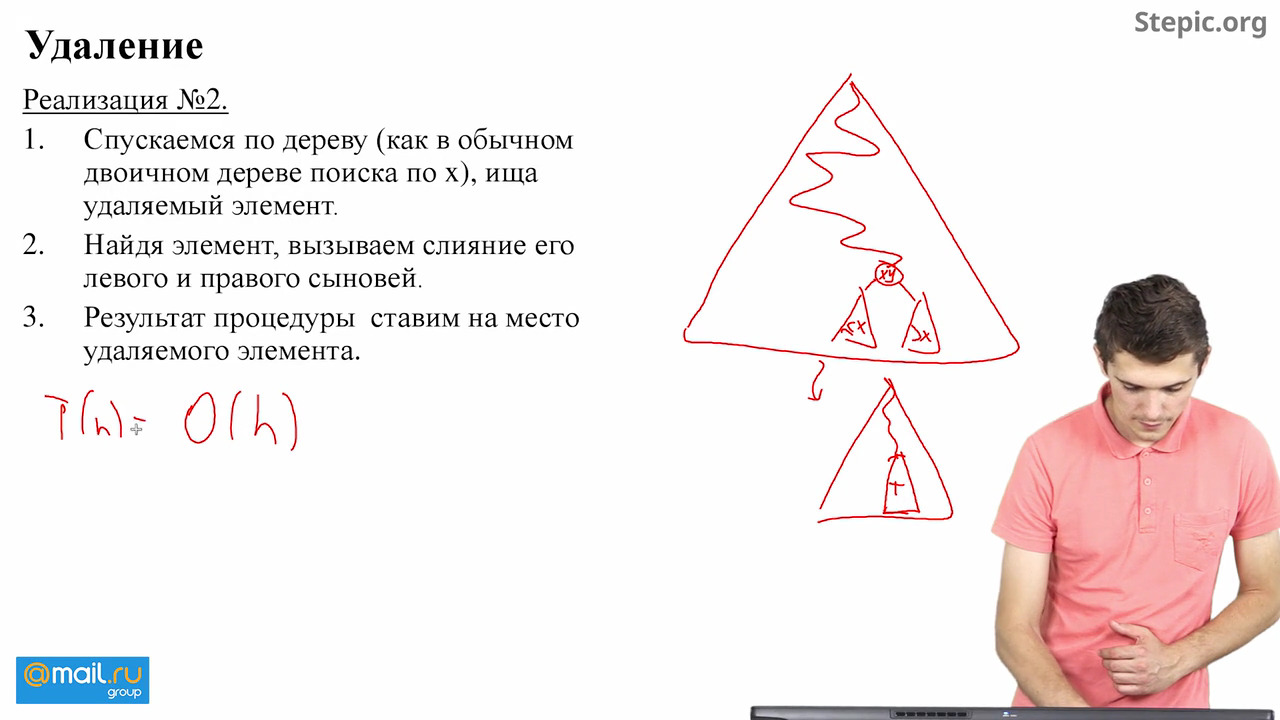 Stepic.org
Удаление
Реализация №2.
1. Спускаемся по дереву (как в обычном
двоичном дереве поиска по x), ища
удаляемый элемент.
2. Найдя элемент, вызываем слияние его
левого и правого сыновей.
3. Результат процедуры ставим на место
удаляемого элемента.
T(n) = O(h)
xy
T
@mail.ru
group